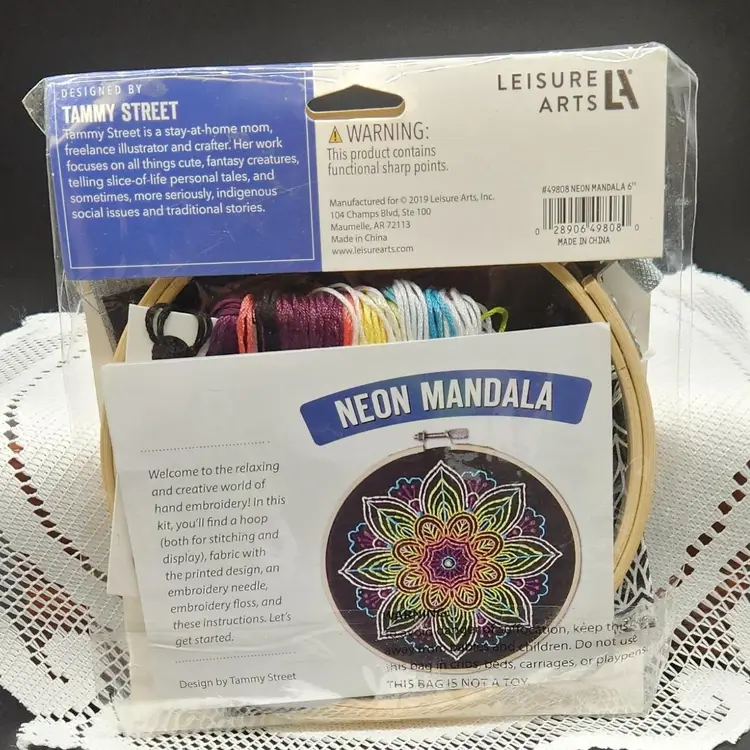 DESIGNED BY
TAMMY STREET
Tammy Street is a stay-at-home mom,
freelance illustrator and crafter. Her work
focuses on all things cute, fantasy creatures,
telling slice-of-life personal tales, and
sometimes, more seriously, indigenous
social issues and traditional stories.
WARNING:
This product contains
functional sharp points.
Manufactured for © 2019 Leisure Arts, Inc.
104 Champs Blvd, Ste 100
Maumelle, AR 72113
Made in China
www.leisurearts.com
LEISURE
ARTS LA
#49808 NEON MANDALA 6"
0 28906 49808 0
MADE IN CHINA
NEON MANDALA
Welcome to the relaxing
and creative world of
hand embroidery! In this
kit, you'll find a hoop
(both for stitching and
display), fabric with
the printed design, an
embroidery needle,
embroidery floss, and
these instructions. Let's
get started.
Design by Tammy Street
WARNING:
suffocation, keep this
away from babies and children. Do not use
this bag in cribs, beds, carriages, or playpens.
THIS BAG IS NOT A TOY.